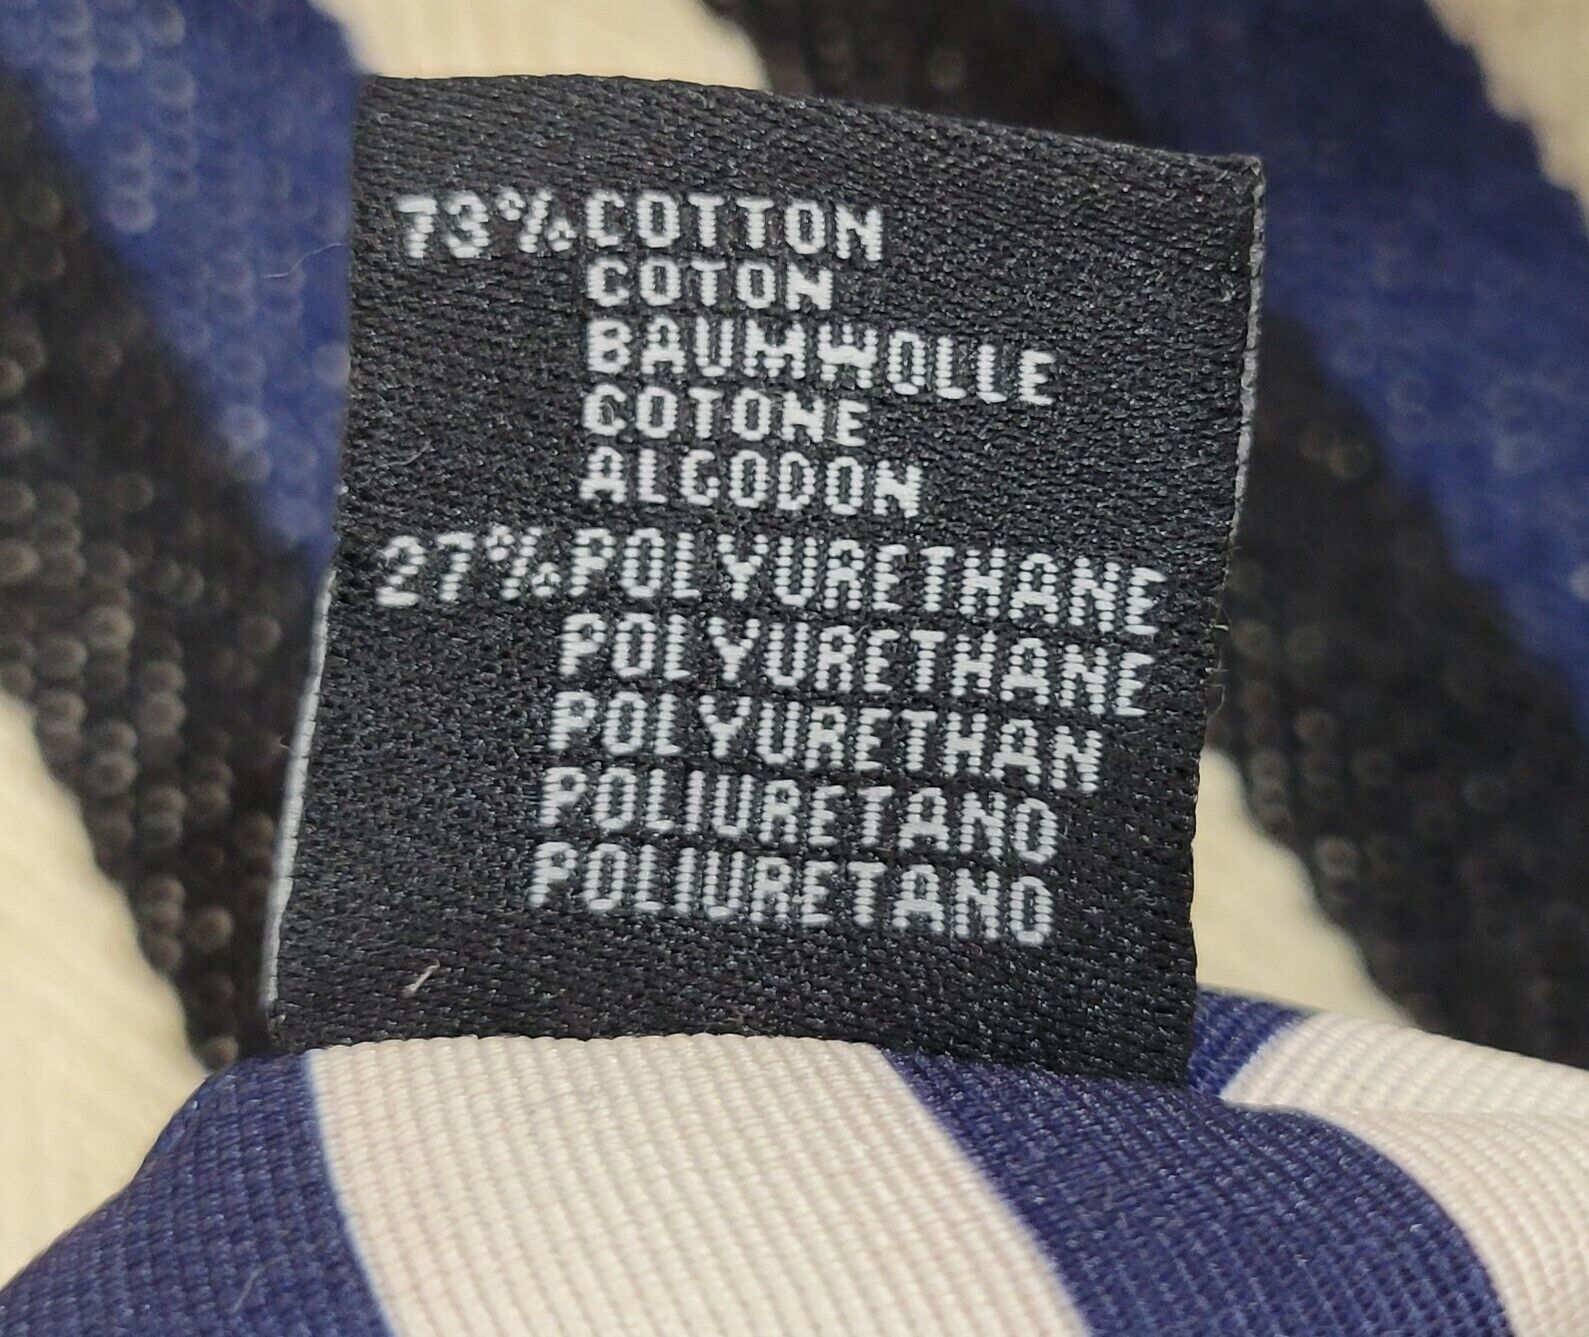 73% COTTON
COTON
BAUMWOLLE
COTONE
ALGODON
27% POLYURETHANE
POLYURETHANE
POLYURETHAN
POLIURETANO
POLIURETANO